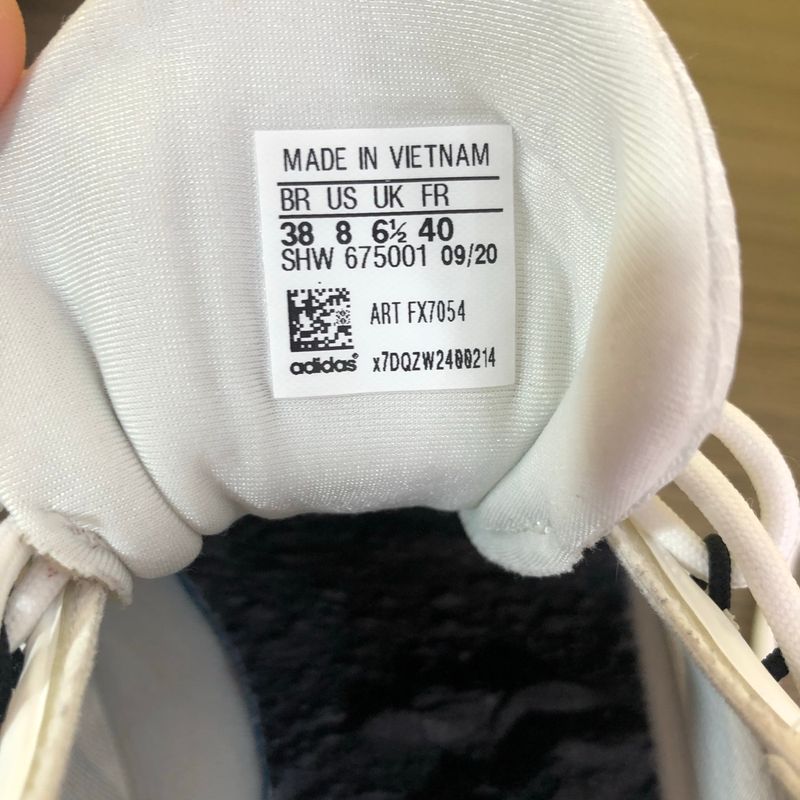 MADE IN VIETNAM
BR US UK FR
38 8 6½ 40
SHW 675001 09/20
ART FX7054
adidas x7DQZW2400214